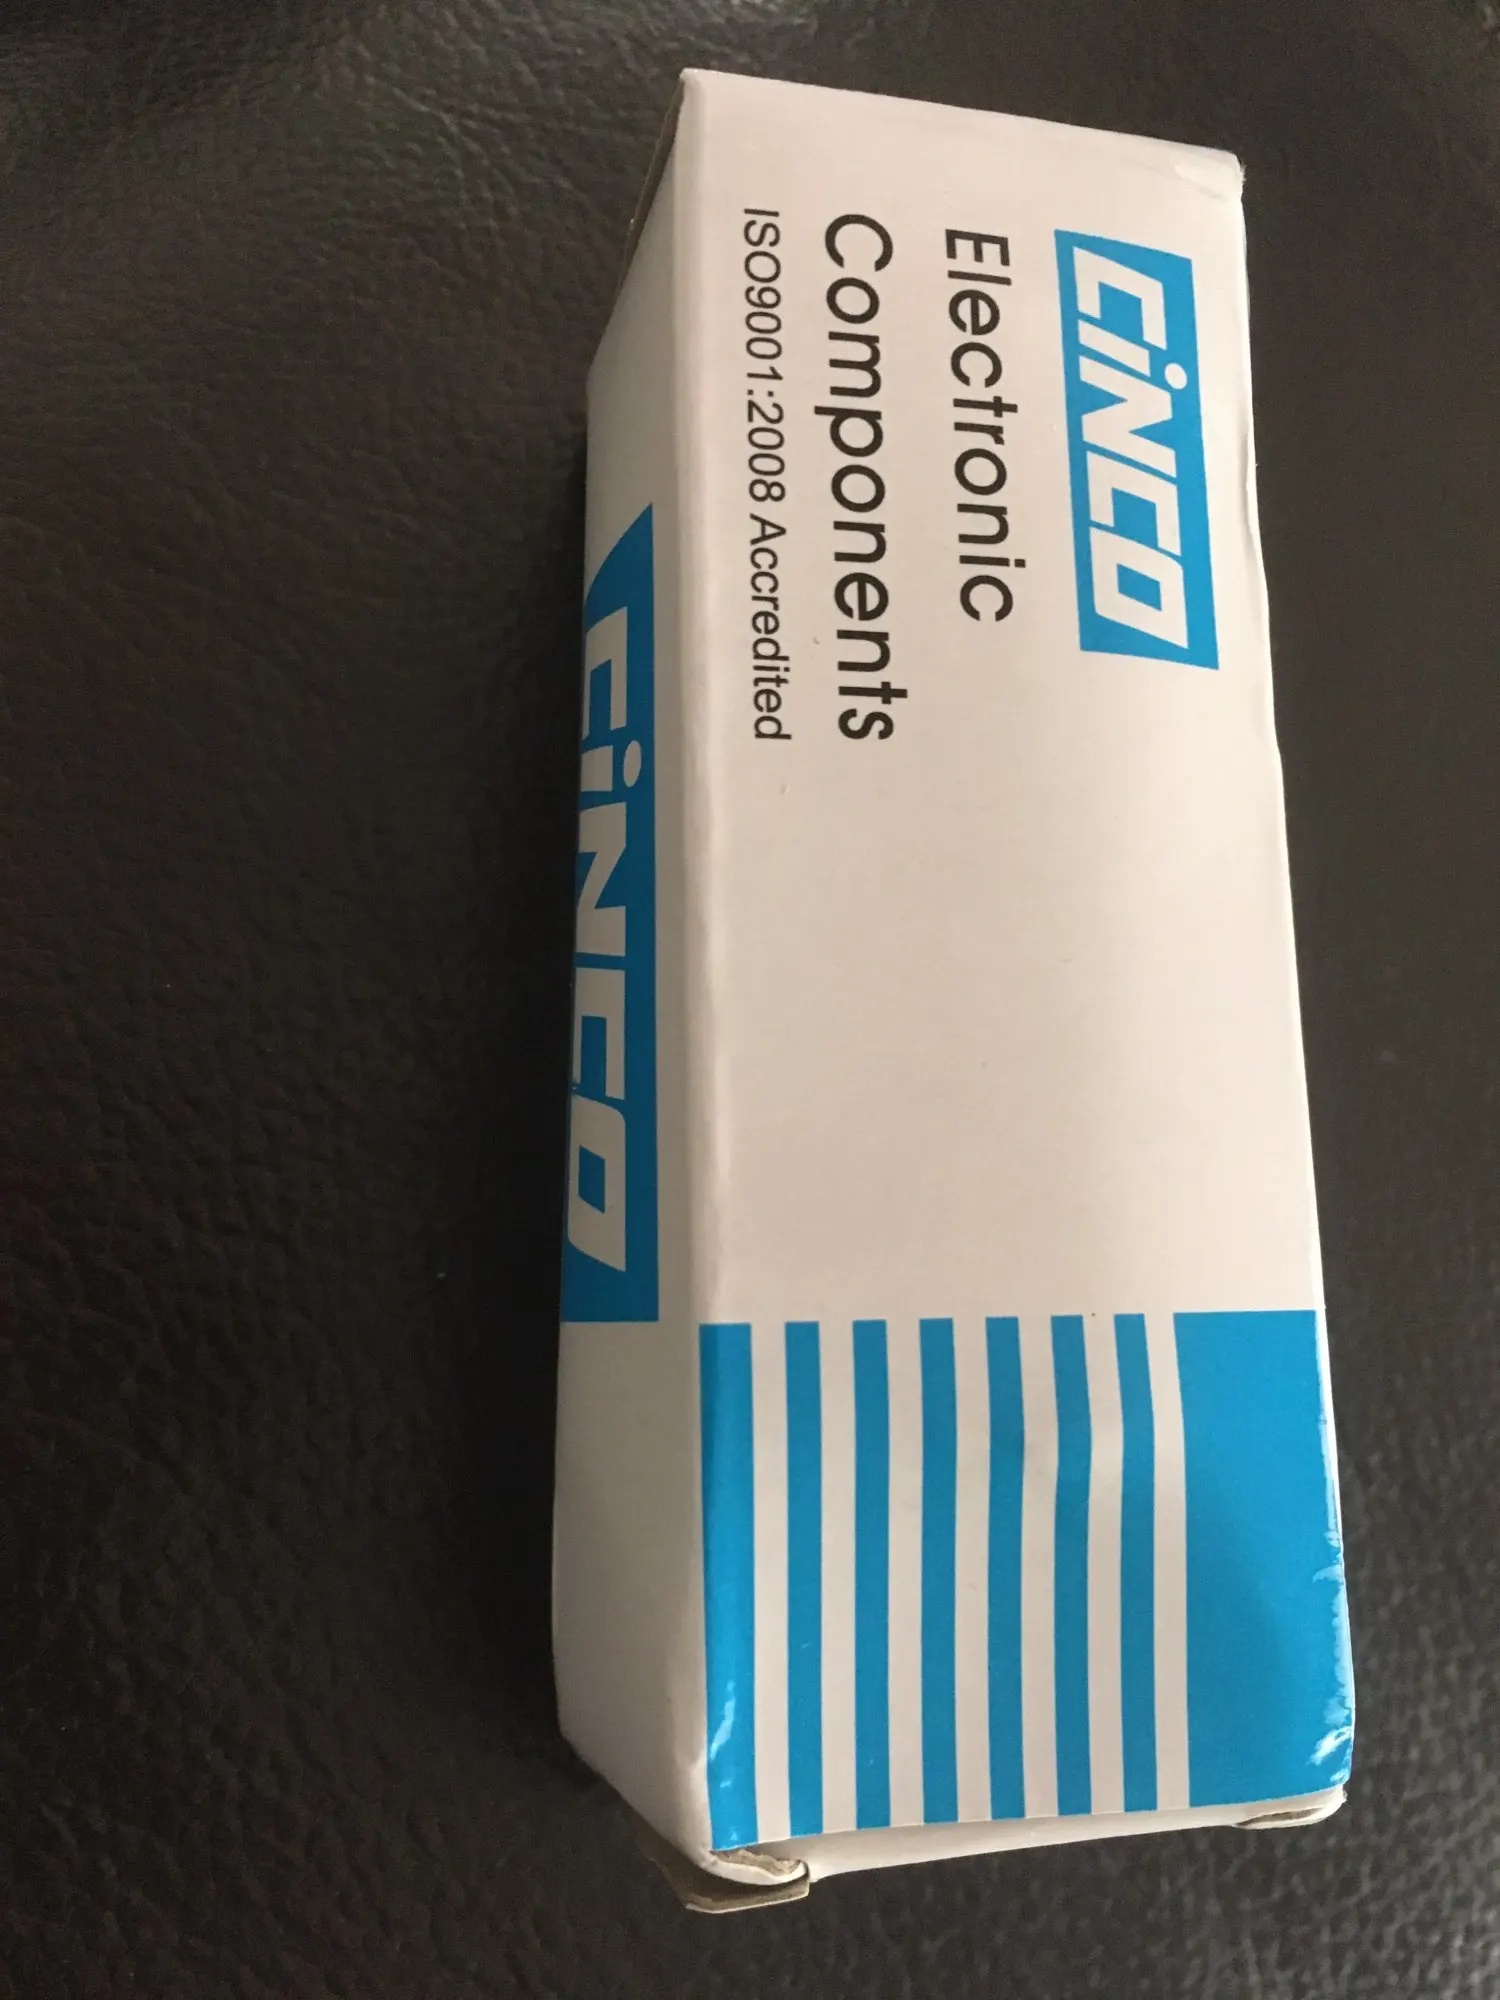 CiNCO
Electronic
Components
ISO9001:2008 Accredited
CiNCO